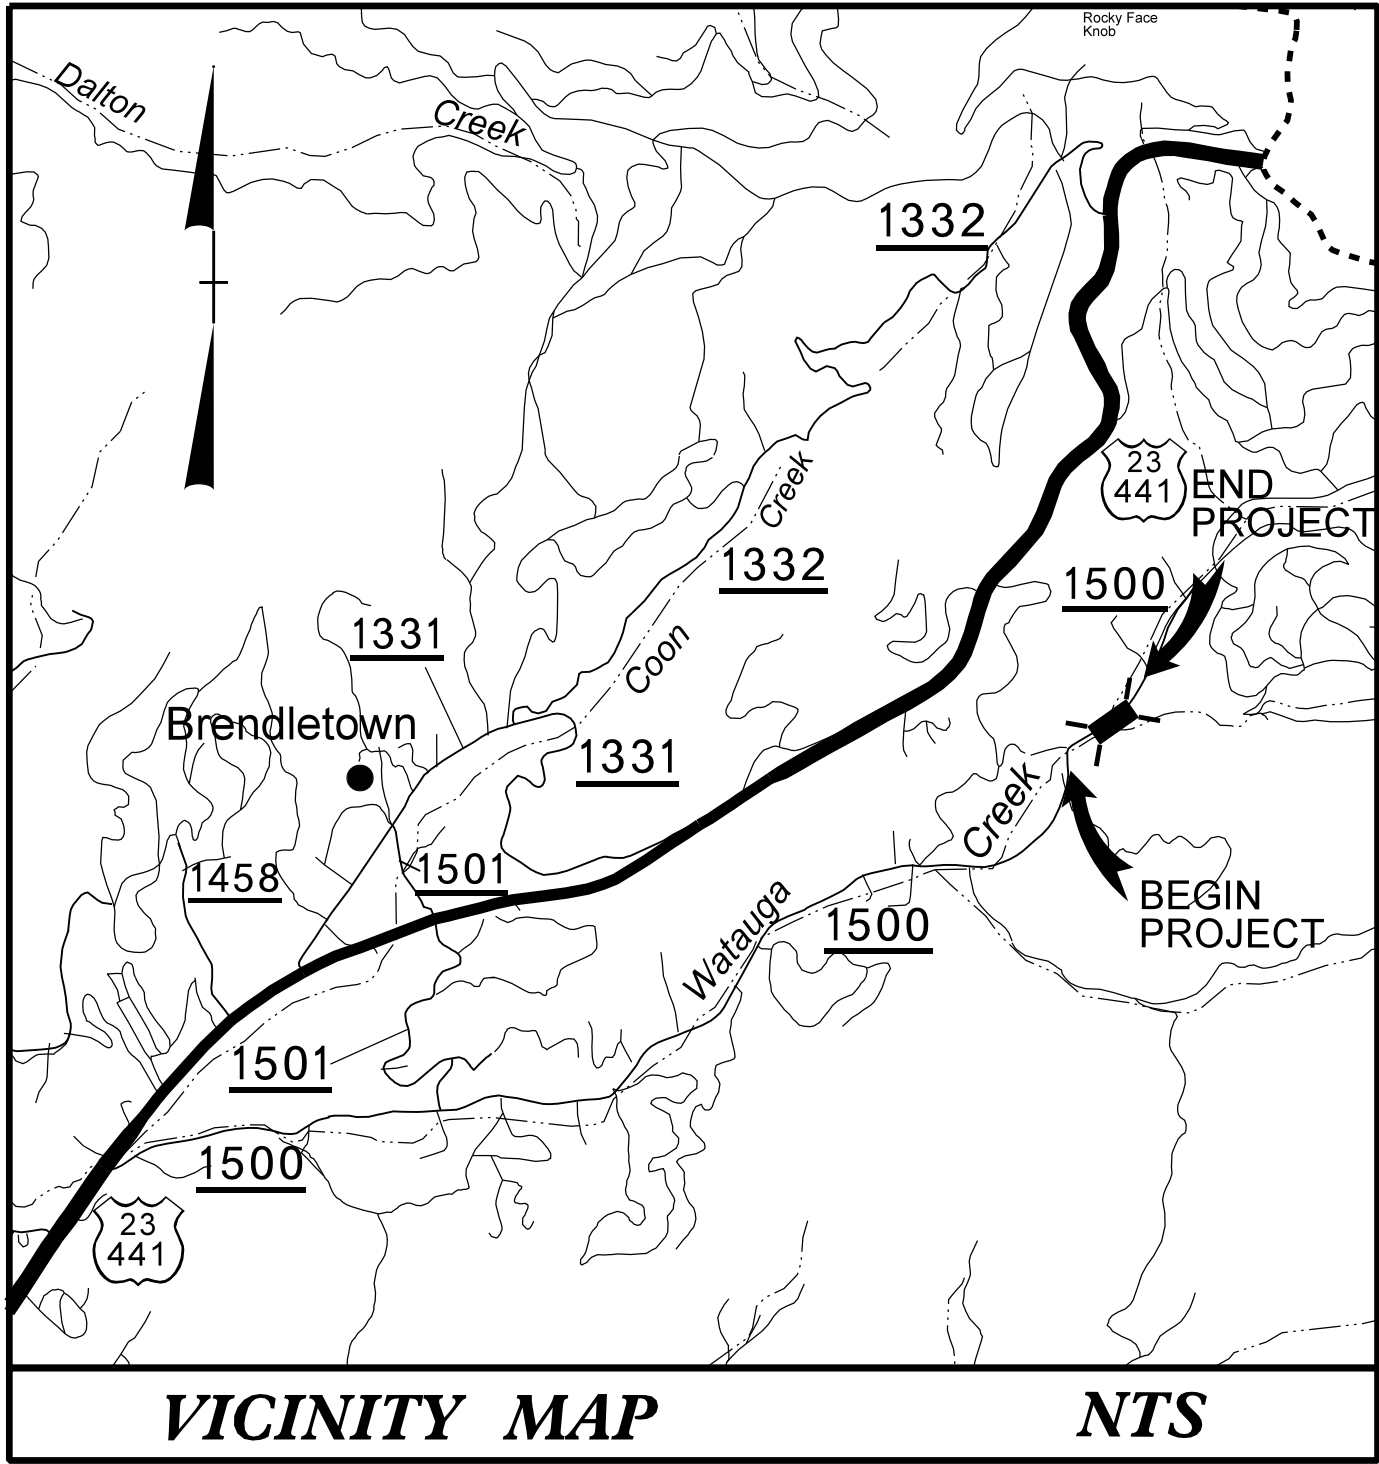 Rocky Face
Knob
Dalton
Creek
1332
23
441
END
PROJECT
Creek
1332
1500
1331
Coon
Brendletown
1331
Creek
1501
1458
BEGIN
PROJECT
1500
Watauga
1501
1500
23
441
VICINITY MAP NTS